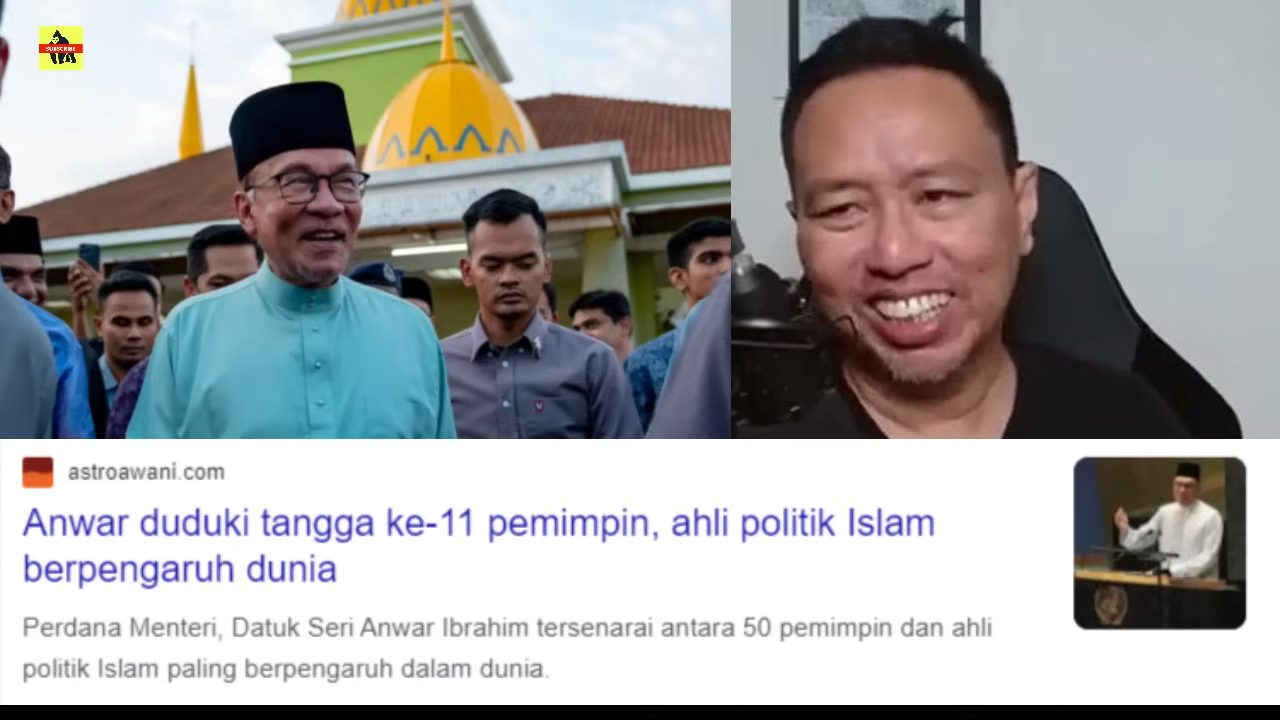 SUBSCRIBE
astroawani.com
Anwar duduki tangga ke-11 pemimpin, ahli politik Islam
berpengaruh dunia
Perdana Menteri, Datuk Seri Anwar Ibrahim tersenarai antara 50 pemimpin dan ahli
politik Islam paling berpengaruh dalam dunia.